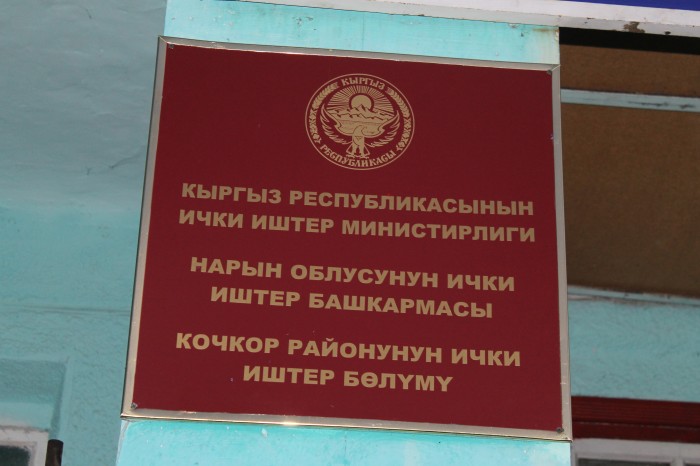 КЫРГЫЗ
РЕСПУБЛИКАСЫ
КЫРГЫЗ РЕСПУБЛИКАСЫНЫН
ИЧКИ ИШТЕР МИНИСТИРЛИГИ
НАРЫН ОБЛУСУНУН ИЧКИ
ИШТЕР БАШКАРМАСЫ
КОЧКОР РАЙОНУНУН ИЧКИ
ИШТЕР БӨЛҮМҮ